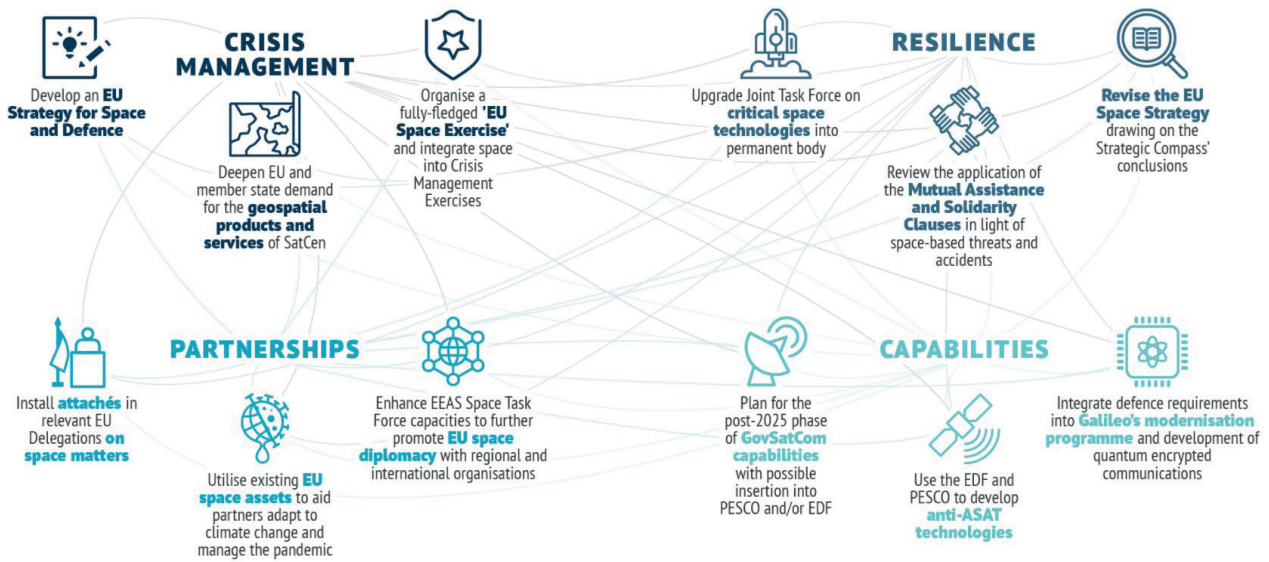 CRISIS
MANAGEMENT
Develop an EU
Strategy for Space
and Defence
Deepen EU and
member state demand
for the geospatial
products and
services of SatCen
Organise a
fully-fledged 'EU
Space Exercise'
and integrate space
into Crisis
Management
Exercises
RESILIENCE
Upgrade Joint Task Force on
critical space
technologies into
permanent body
Review the application of
the Mutual Assistance
and Solidarity
Clauses in light of
space-based threats and
accidents
Revise the EU
Space Strategy
drawing on the
Strategic Compass’
conclusions
PARTNERSHIPS
Install attachés in
relevant EU
Delegations on
space matters
Utilise existing EU
space assets to aid
partners adapt to
climate change and
manage the pandemic
Enhance EEAS Space Task
Force capacities to further
promote EU space
diplomacy with regional and
international organisations
CAPABILITIES
Plan for the
post-2025 phase
of GovSatCom
capabilities
with possible
insertion into
PESCO and/or EDF
Use the EDF and
PESCO to develop
anti-ASAT
technologies
Integrate defence requirements
into Galileo’s modernisation
programme and development of
quantum encrypted
communications